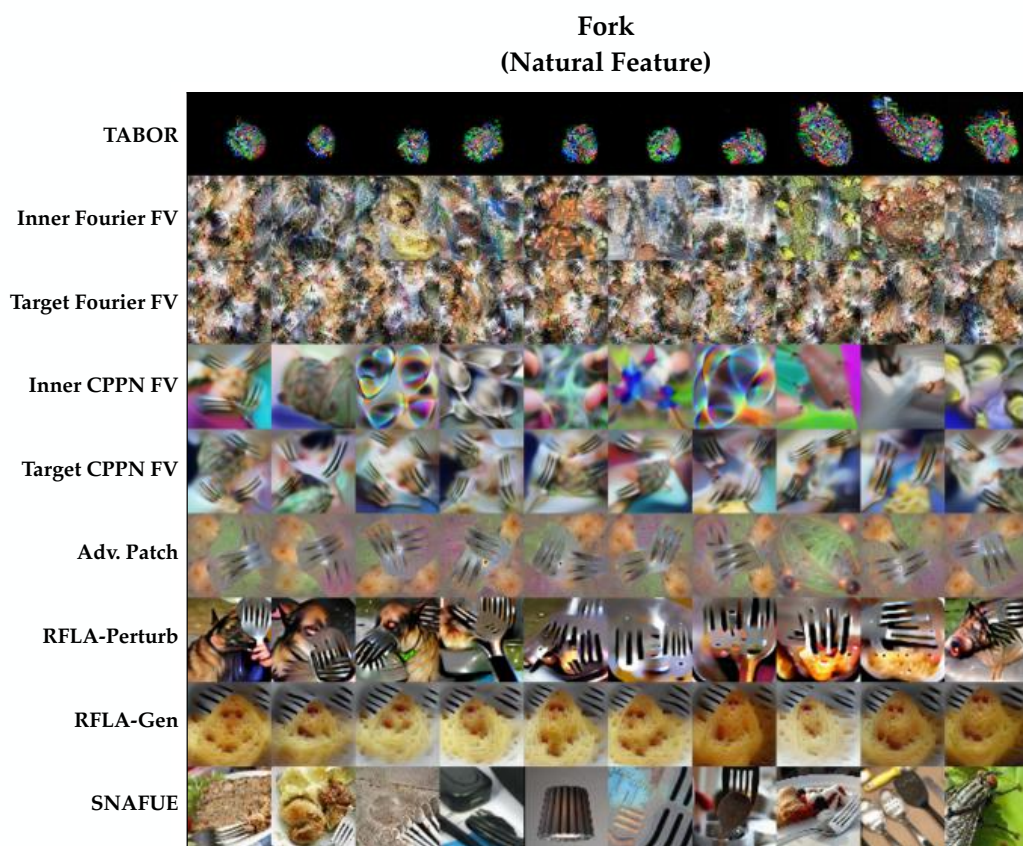 Fork
(Natural Feature)
TABOR
Inner Fourier FV
Target Fourier FV
Inner CPPN FV
Target CPPN FV
Adv. Patch
RFLA-Perturb
RFLA-Gen
SNAFUE